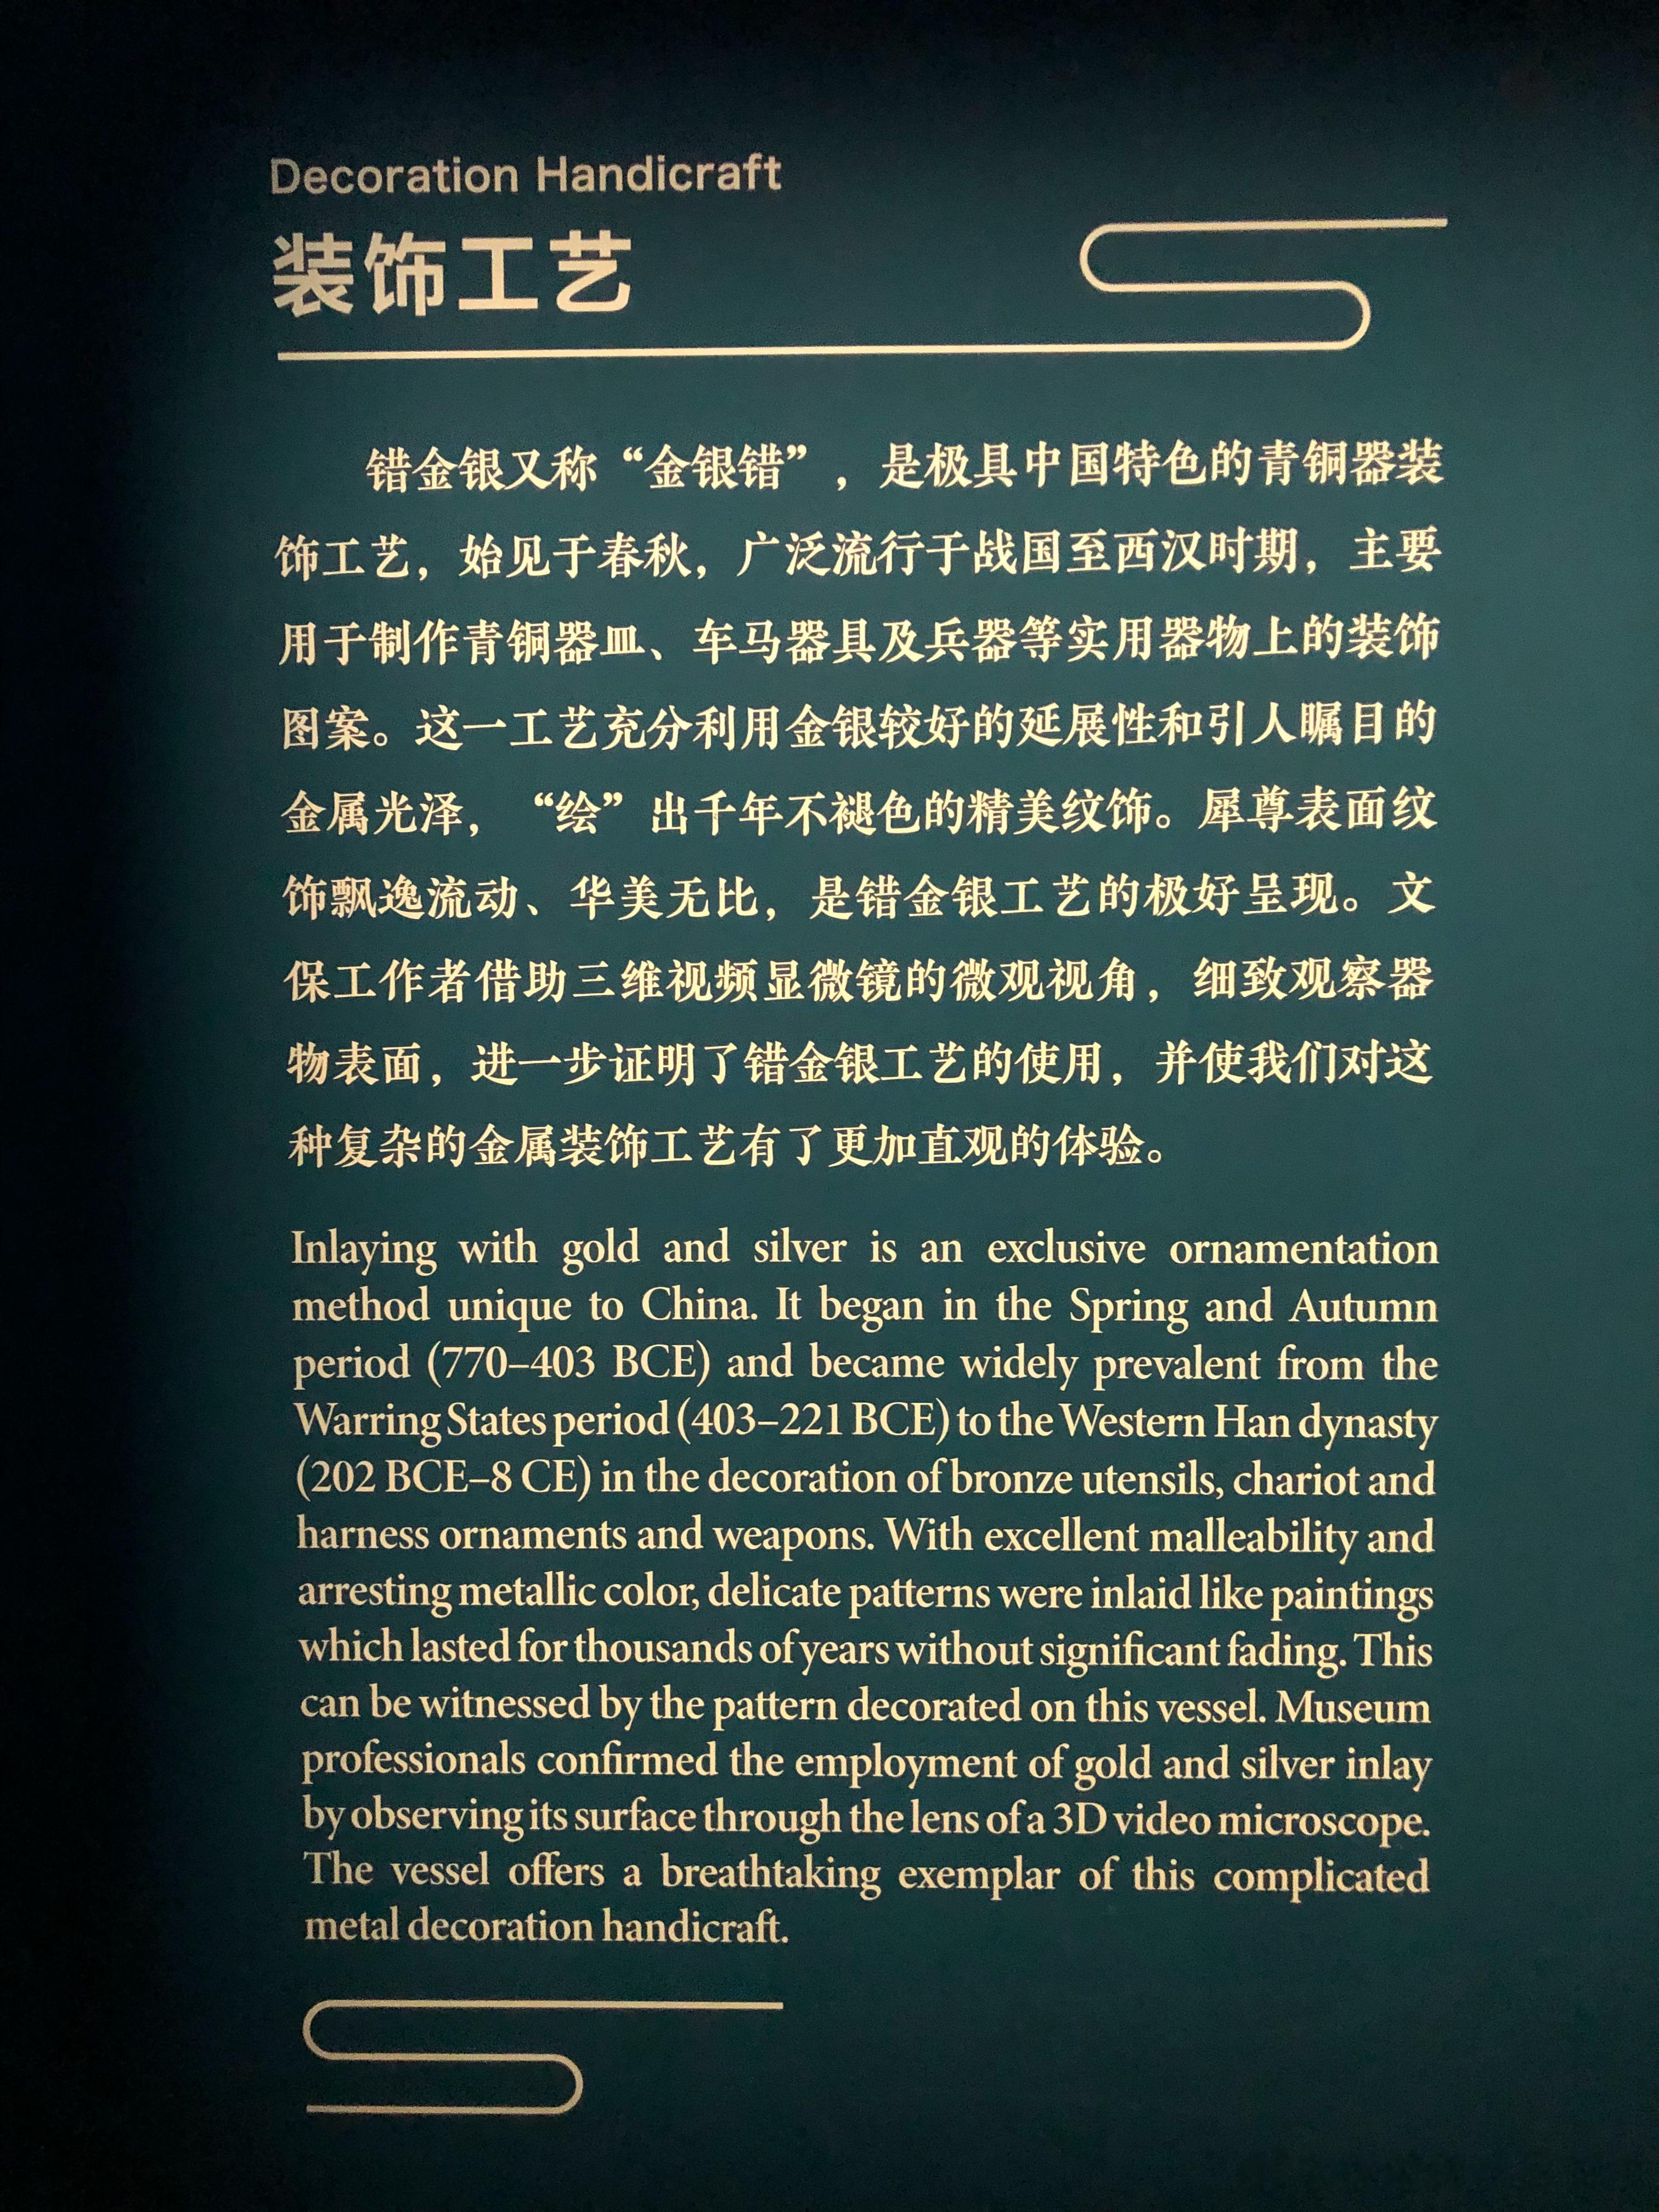 Decoration Handicraft
装饰工艺
错金银又称“金银错”，是极具中国特色的青铜器装
饰工艺，始见于春秋，广泛流行于战国至西汉时期，主要
用于制作青铜器皿、车马器具及兵器等实用器物上的装饰
图案。这一工艺充分利用金银较好的延展性和引人瞩目的
金属光泽，“绘”出千年不褪色的精美纹饰。犀尊表面纹
饰飘逸流动、华美无比，是错金银工艺的极好呈现。文
保工作者借助三维视频显微镜的微观视角，细致观察器
物表面，进一步证明了错金银工艺的使用，并使我们对这
种复杂的金属装饰工艺有了更加直观的体验。
Inlaying with gold and silver is an exclusive ornamentation
method unique to China. It began in the Spring and Autumn
period (770–403 BCE) and became widely prevalent from the
Warring States period (403–221 BCE) to the Western Han dynasty
(202 BCE–8 CE) in the decoration of bronze utensils, chariot and
harness ornaments and weapons. With excellent malleability and
arresting metallic color, delicate patterns were inlaid like paintings
which lasted for thousands of years without significant fading. This
can be witnessed by the pattern decorated on this vessel. Museum
professionals confirmed the employment of gold and silver inlay
by observing its surface through the lens of a 3D video microscope.
The vessel offers a breathtaking exemplar of this complicated
metal decoration handicraft.